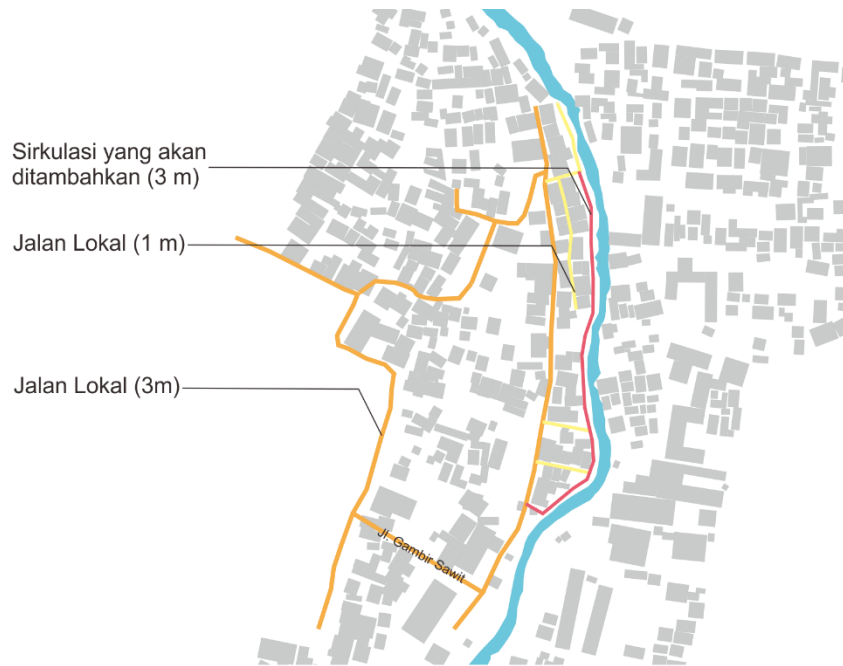 Sirkulasi yang akan
ditambahkan (3 m)
Jalan Lokal (1 m)
Jalan Lokal (3m)
Jl. Gambir Sawit